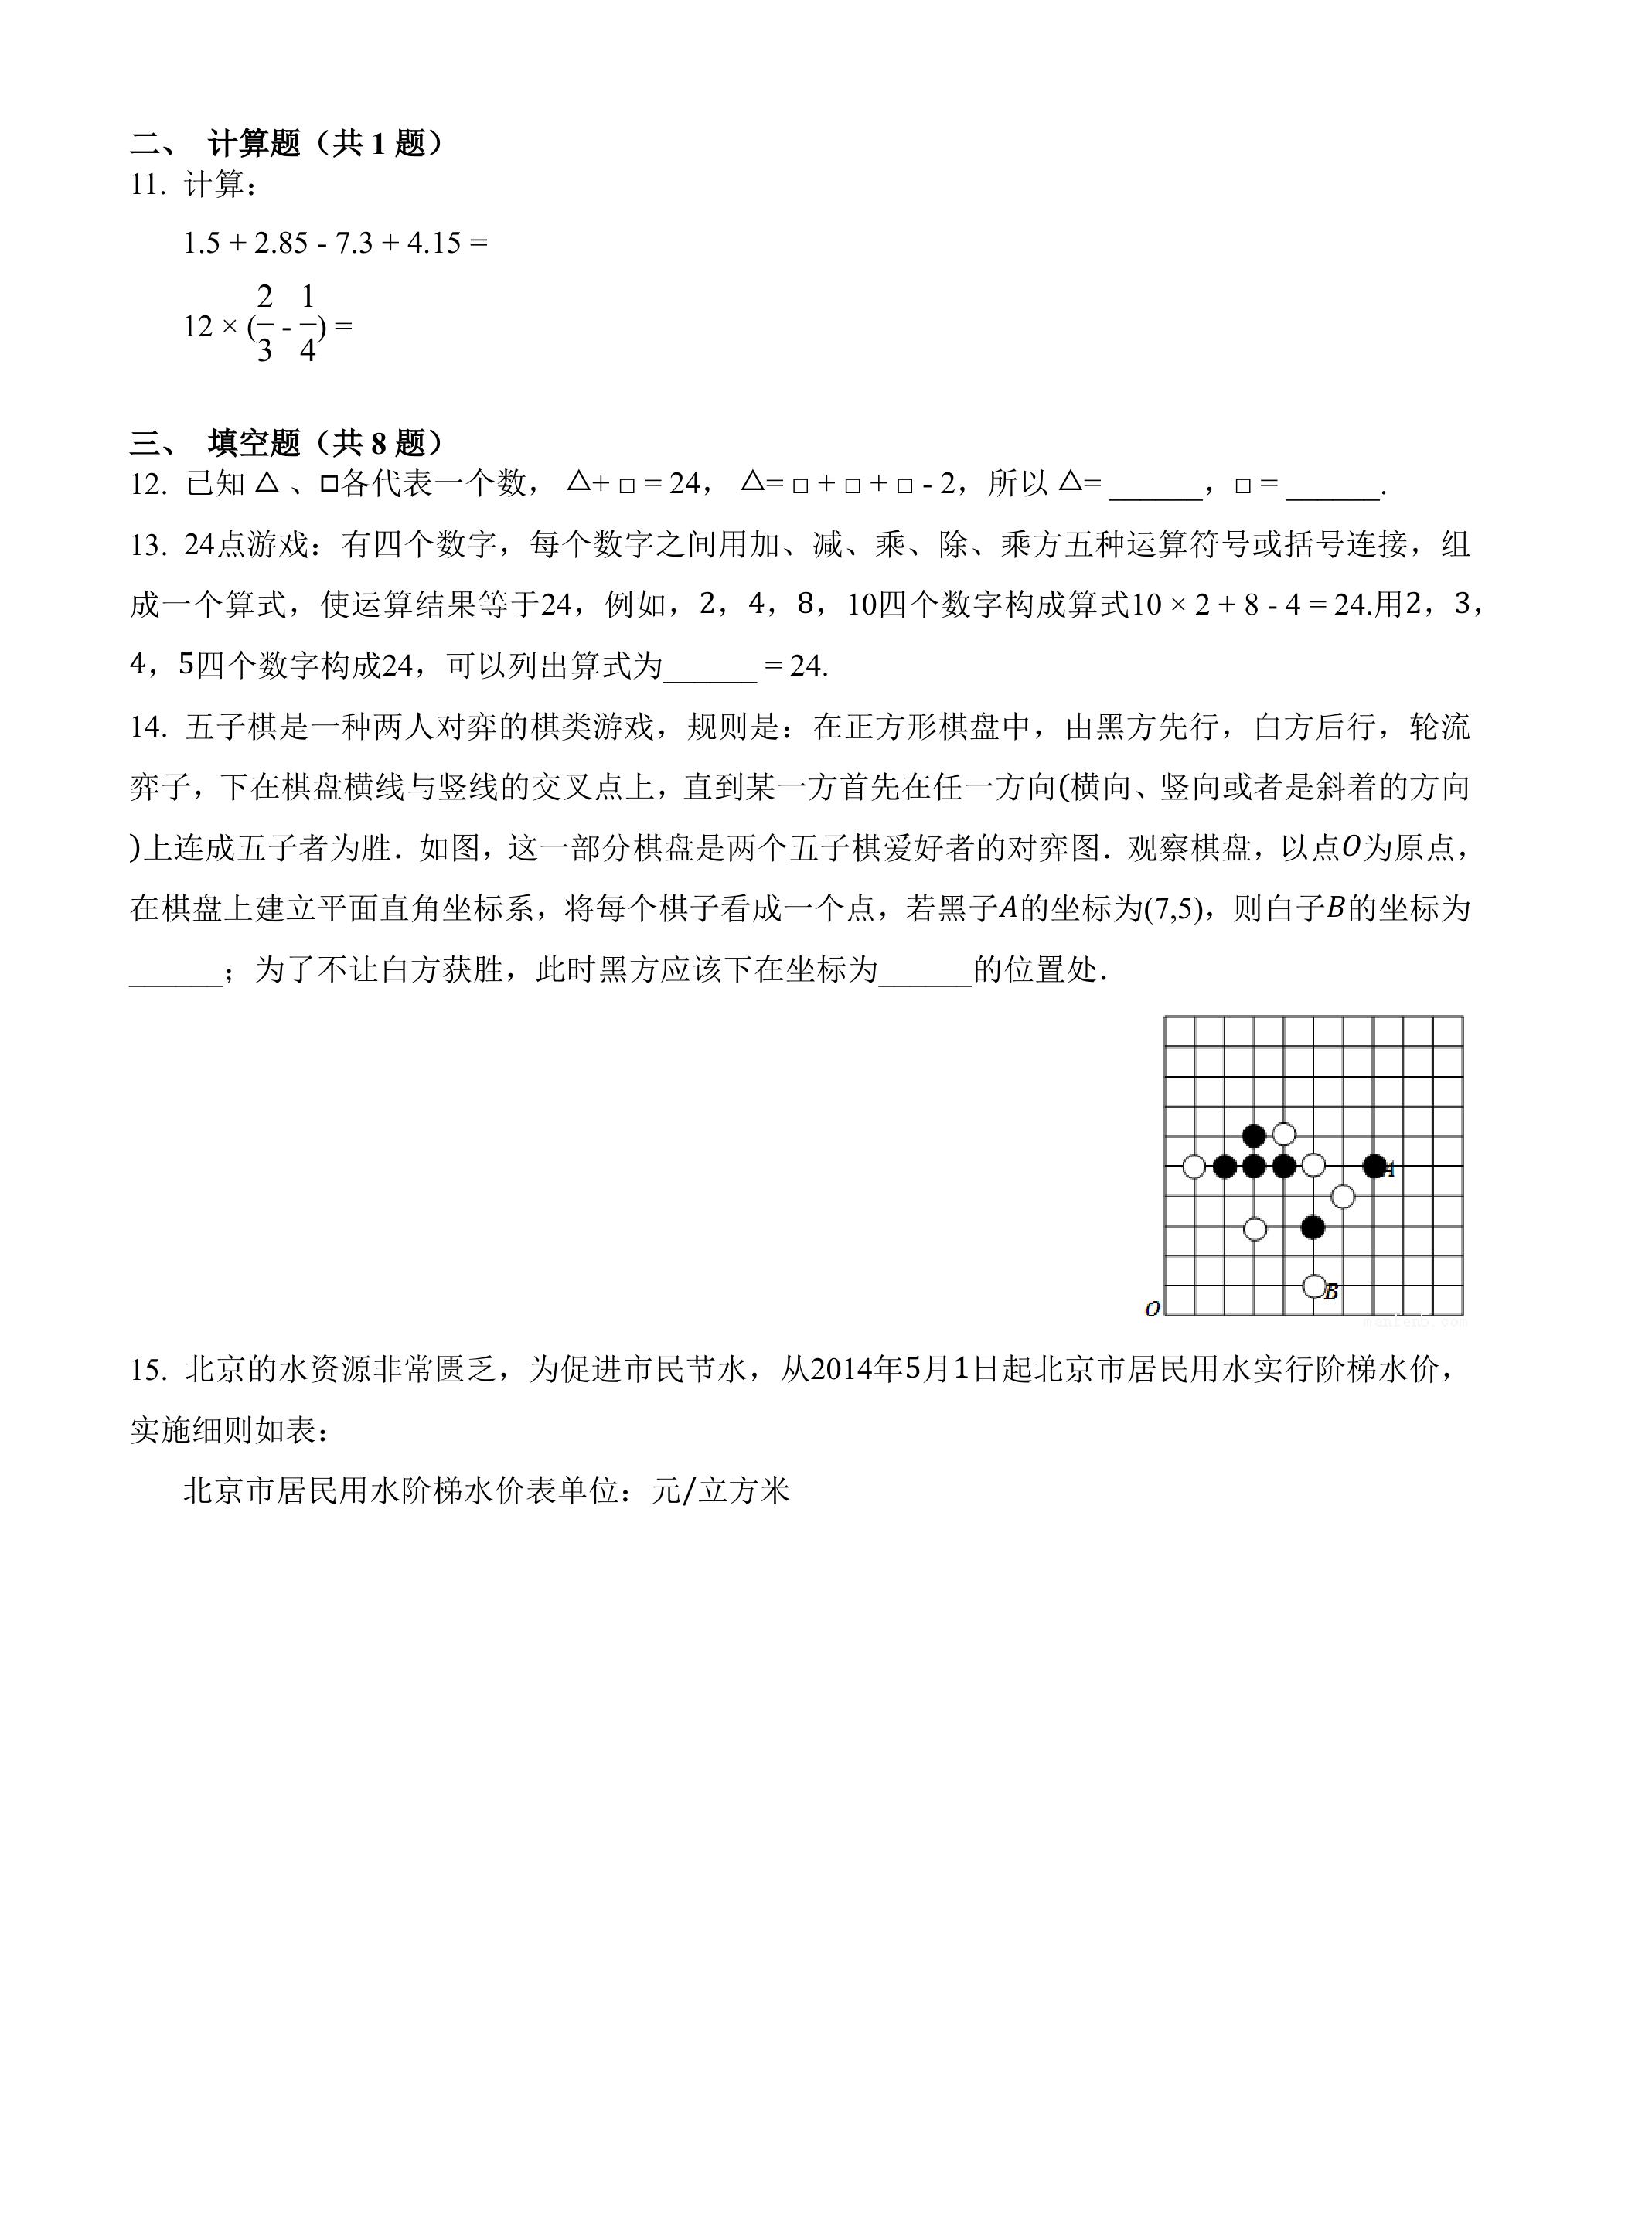 二、 计算题（共 1 题）
11. 计算：
1.5 + 2.85 - 7.3 + 4.15 =
12 × (2/3 - 1/4) =
三、 填空题（共 8 题）
12. 已知 △ 、□各代表一个数， △+ □ = 24， △= □ + □ + □ - 2，所以 △= ______，□ = ______.
13. 24点游戏：有四个数字，每个数字之间用加、减、乘、除、乘方五种运算符号或括号连接，组
成一个算式，使运算结果等于24，例如，2，4，8，10四个数字构成算式10 × 2 + 8 - 4 = 24.用2，3，
4，5四个数字构成24，可以列出算式为______ = 24.
14. 五子棋是一种两人对弈的棋类游戏，规则是：在正方形棋盘中，由黑方先行，白方后行，轮流
弈子，下在棋盘横线与竖线的交叉点上，直到某一方首先在任一方向(横向、竖向或者是斜着的方向
)上连成五子者为胜．如图，这一部分棋盘是两个五子棋爱好者的对弈图．观察棋盘，以点O为原点，
在棋盘上建立平面直角坐标系，将每个棋子看成一个点，若黑子A的坐标为(7,5)，则白子B的坐标为
______；为了不让白方获胜，此时黑方应该下在坐标为______的位置处．
A
B
O
15. 北京的水资源非常匮乏，为促进市民节水，从2014年5月1日起北京市居民用水实行阶梯水价，
实施细则如表：
北京市居民用水阶梯水价表单位：元/立方米